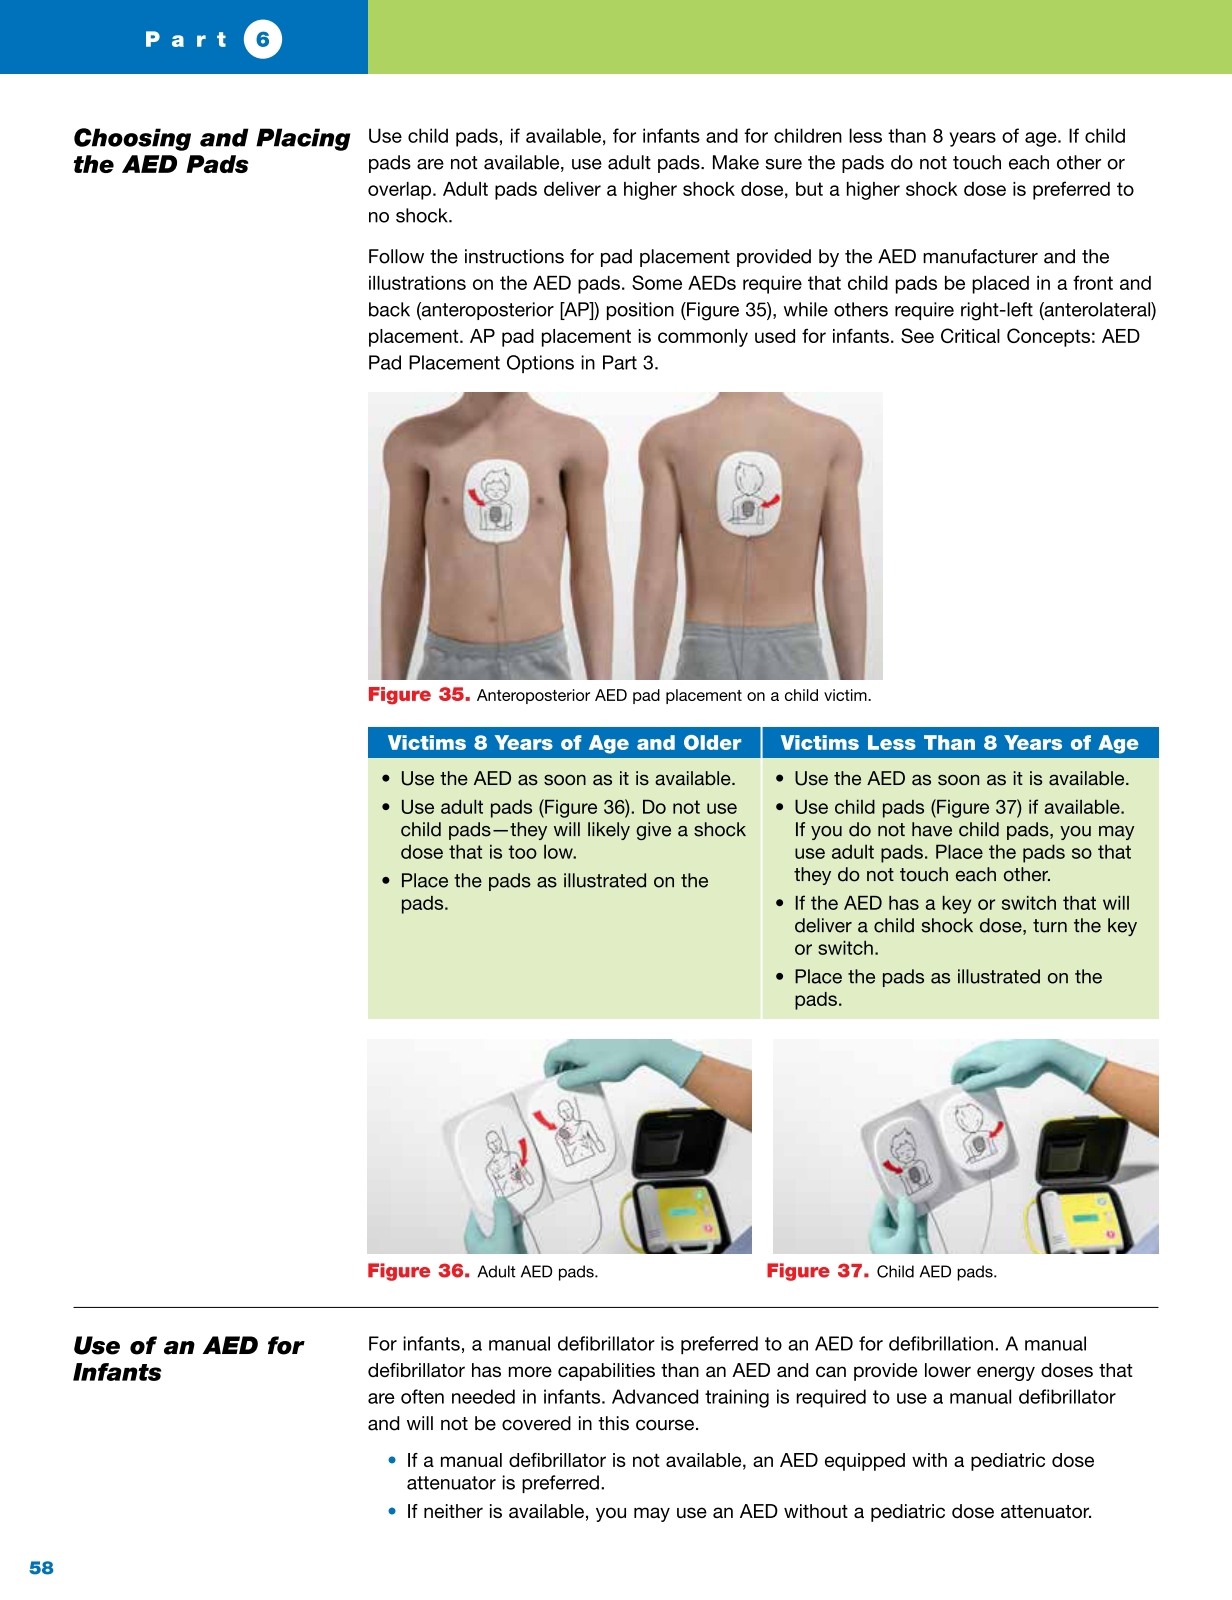 Part 6
Choosing and Placing
the AED Pads
Use child pads, if available, for infants and for children less than 8 years of age. If child
pads are not available, use adult pads. Make sure the pads do not touch each other or
overlap. Adult pads deliver a higher shock dose, but a higher shock dose is preferred to
no shock.
Follow the instructions for pad placement provided by the AED manufacturer and the
illustrations on the AED pads. Some AEDs require that child pads be placed in a front and
back (anteroposterior [AP]) position (Figure 35), while others require right-left (anterolateral)
placement. AP pad placement is commonly used for infants. See Critical Concepts: AED
Pad Placement Options in Part 3.
Figure 35. Anteroposterior AED pad placement on a child victim.
Victims 8 Years of Age and Older
• Use the AED as soon as it is available.
• Use adult pads (Figure 36). Do not use
child pads—they will likely give a shock
dose that is too low.
• Place the pads as illustrated on the
pads.
Victims Less Than 8 Years of Age
• Use the AED as soon as it is available.
• Use child pads (Figure 37) if available.
If you do not have child pads, you may
use adult pads. Place the pads so that
they do not touch each other.
• If the AED has a key or switch that will
deliver a child shock dose, turn the key
or switch.
• Place the pads as illustrated on the
pads.
Figure 36. Adult AED pads.
Figure 37. Child AED pads.
Use of an AED for
Infants
For infants, a manual defibrillator is preferred to an AED for defibrillation. A manual
defibrillator has more capabilities than an AED and can provide lower energy doses that
are often needed in infants. Advanced training is required to use a manual defibrillator
and will not be covered in this course.
• If a manual defibrillator is not available, an AED equipped with a pediatric dose
attenuator is preferred.
• If neither is available, you may use an AED without a pediatric dose attenuator.
58